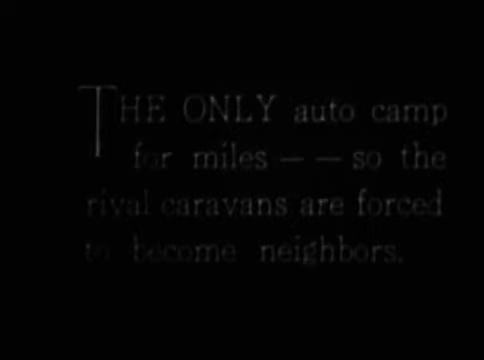 THE ONLY auto camp
for miles — — so the
rival caravans are forced
to become neighbors.